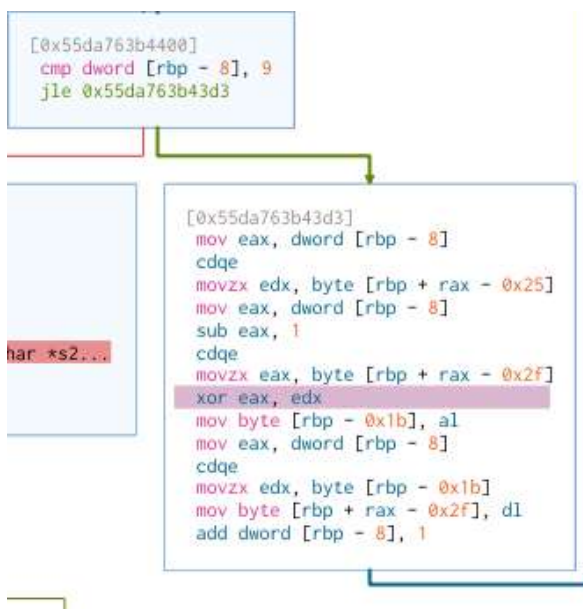 [0x55da763b4400]
cmp dword [rbp - 8], 9
jle 0x55da763b43d3
har *s2...
[0x55da763b43d3]
mov eax, dword [rbp - 8]
cdqe
movzx edx, byte [rbp + rax - 0x25]
mov eax, dword [rbp - 8]
sub eax, 1
cdqe
movzx eax, byte [rbp + rax - 0x2f]
xor eax, edx
mov byte [rbp - 0x1b], al
mov eax, dword [rbp - 8]
cdqe
movzx edx, byte [rbp - 0x1b]
mov byte [rbp + rax - 0x2f], dl
add dword [rbp - 8], 1